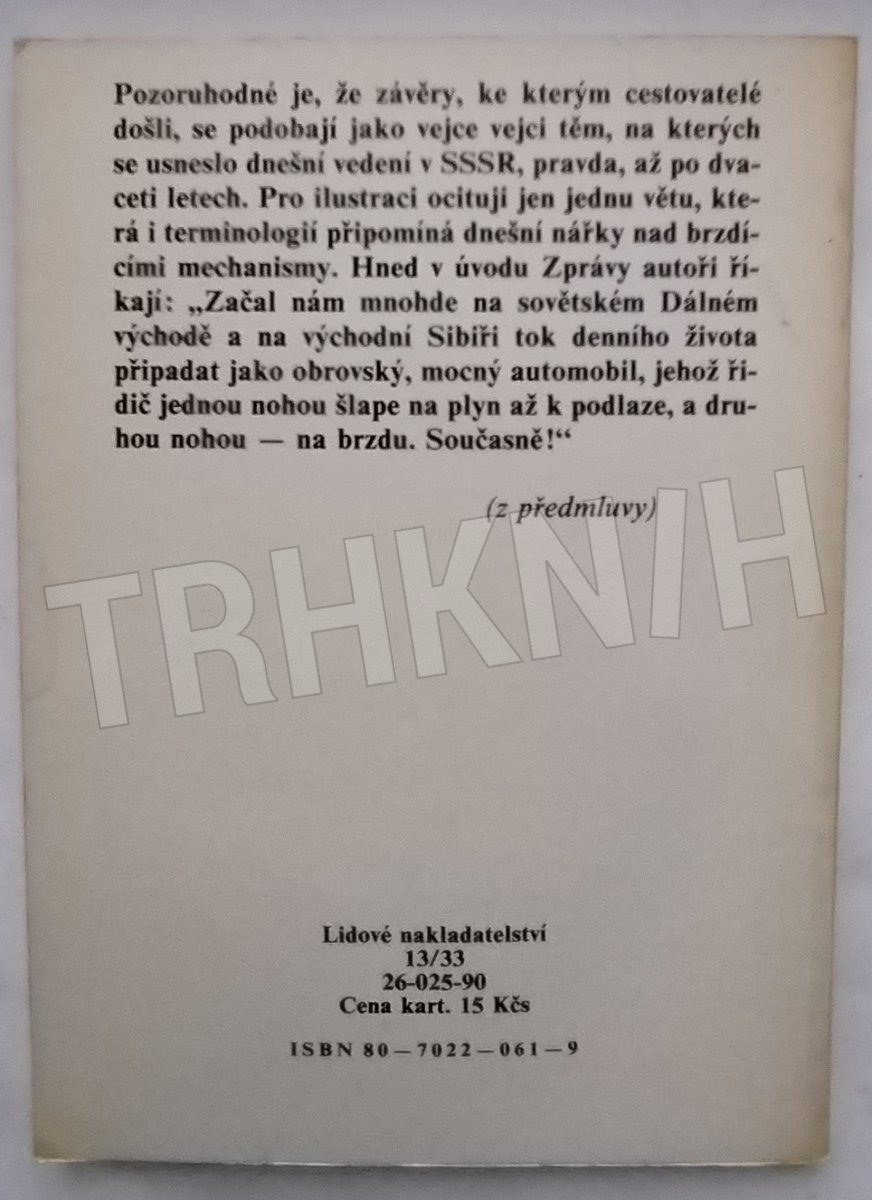 Pozoruhodné je, že závěry, ke kterým cestovatelé
došli, se podobají jako vejce vejci těm, na kterých
se usneslo dnešní vedení v SSSR, pravda, až po dva-
ceti letech. Pro ilustraci ocituji jen jednu větu, kte-
rá i terminologií připomíná dnešní nářky nad brzdí-
cími mechanismy. Hned v úvodu Zprávy autoři ří-
kají: „Začal nám mnohde na sovětském Dálném
východě a na východní Sibiři tok denního života
připadat jako obrovský, mocný automobil, jehož ři-
dič jednou nohou šlape na plyn až k podlaze, a dru-
hou nohou — na brzdu. Současně!“
(z předmluvy)
TRHKNIH
Lidové nakladatelství
13/33
26-025-90
Cena kart. 15 Kčs
ISBN 80—7022—061—9